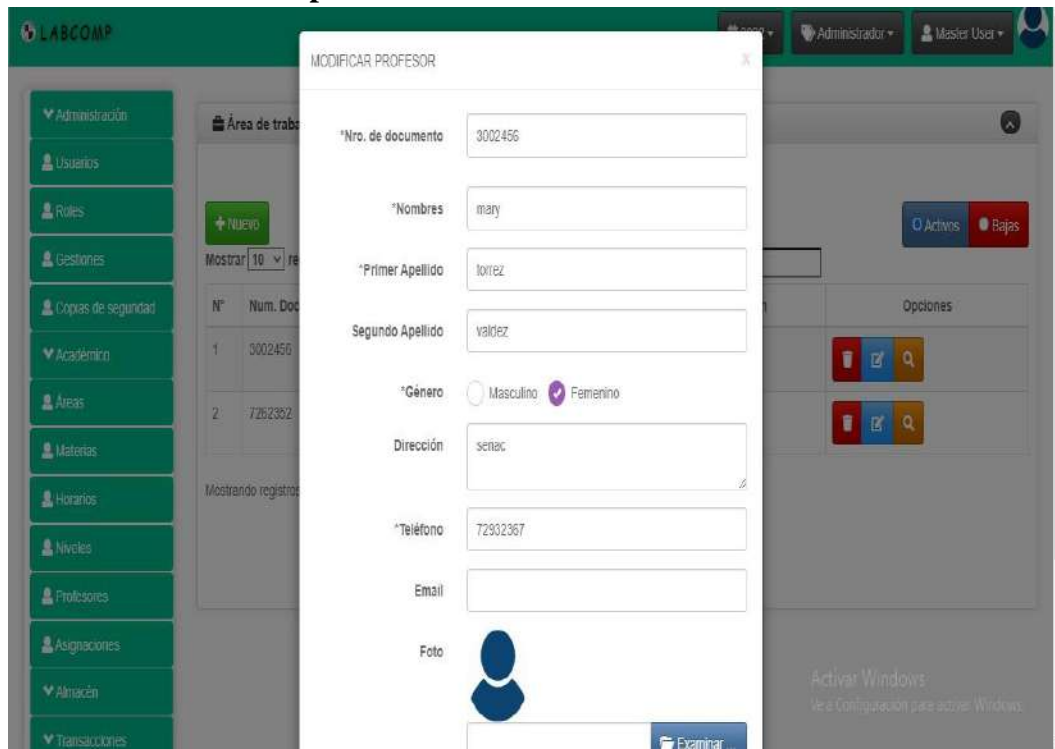 LABCOMP
Administrador
Master User
MODIFICAR PROFESOR
X
Administración
Usuarios
Roles
Gestiones
Copias de seguridad
Académico
Áreas
Materias
Horarios
Niveles
Profesores
Asignaciones
Almacén
Transacciones
Área de traba
Nuevo
Activos
Bajas
Mostrar 10 re
N° Num. Doc Opciones
1 3002456
2 7262352
Mostrando registros
*Nro. de documento 3002456
*Nombres mary
*Primer Apellido torrez
Segundo Apellido valdez
*Género Masculino Femenino
Dirección senac
*Teléfono 72932367
Email
Foto
Examinar ...
Activar Windows
Ve a Configuración para activar Windows.